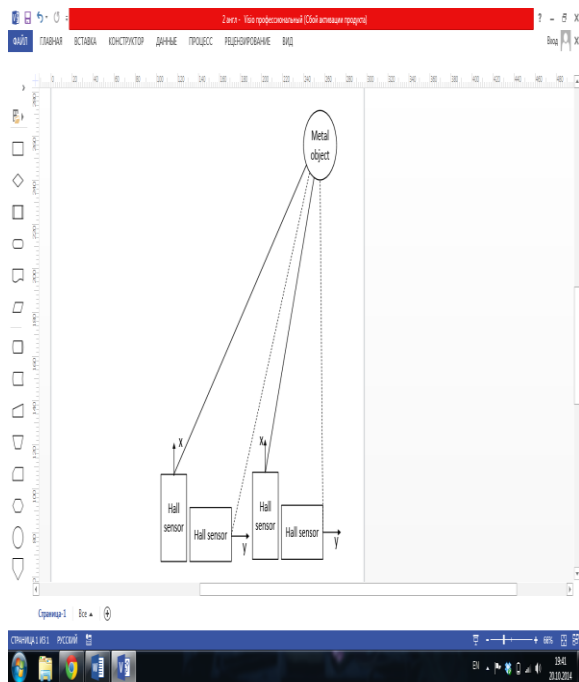 2 англ - Visio профессиональный (Сбой активации продукта)
ФАЙЛ ГЛАВНАЯ ВСТАВКА КОНСТРУКТОР ДАННЫЕ ПРОЦЕСС РЕЦЕНЗИРОВАНИЕ ВИД
Вход
Metal
object
X
X
Hall
sensor
Hall sensor
y
Hall
sensor
Hall sensor
y
Страница-1 Все
СТРАНИЦА 1 ИЗ 1 РУССКИЙ
68%
EN
19:41
20.10.2014